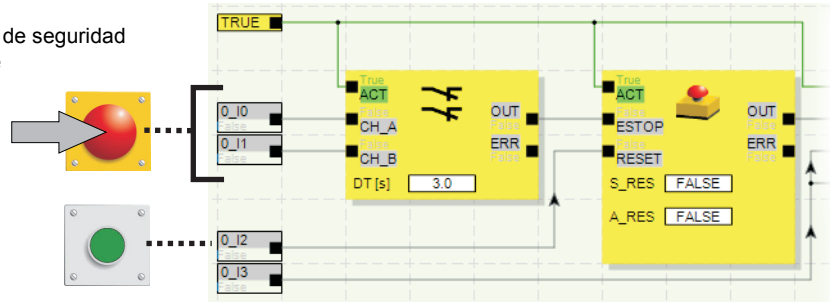 de seguridad
TRUE
True
ACT
0_I0
False
False
CH_A
OUT
False
0_I1
False
False
CH_B
ERR
False
DT [s] 3.0
True
ACT
False
ESTOP
OUT
False
False
RESET
ERR
False
S_RES FALSE
A_RES FALSE
0_I2
False
0_I3
False